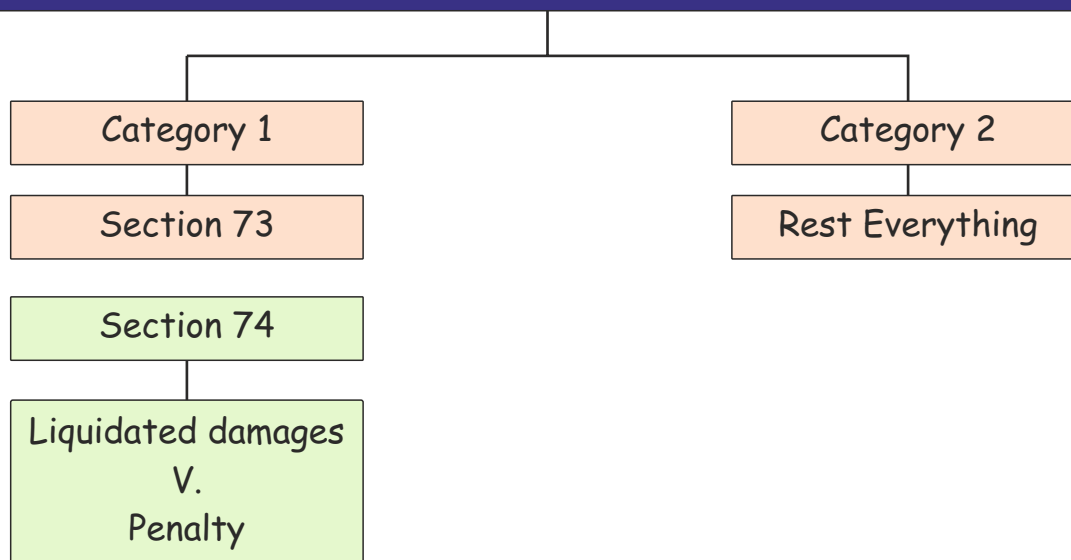 Category 1
Category 2
Section 73
Rest Everything
Section 74
Liquidated damages
V.
Penalty